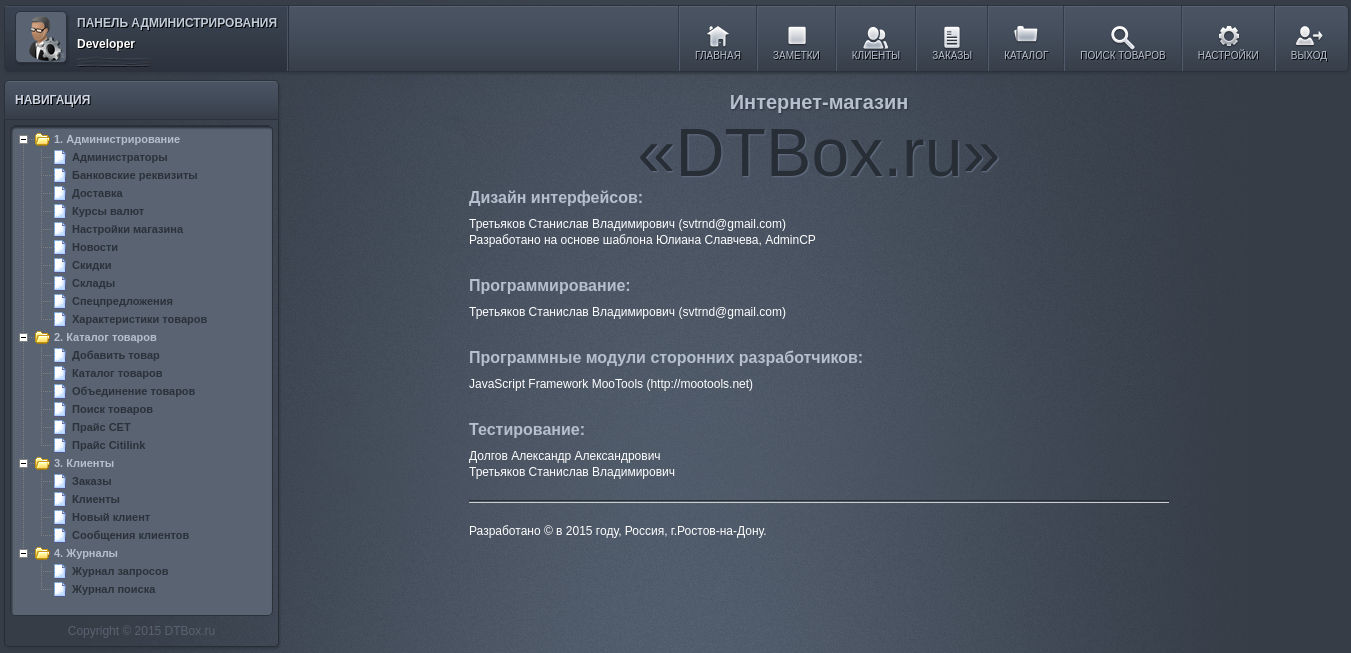 ПАНЕЛЬ АДМИНИСТРИРОВАНИЯ
Developer
ГЛАВНАЯ
ЗАМЕТКИ
КЛИЕНТЫ
ЗАКАЗЫ
КАТАЛОГ
ПОИСК ТОВАРОВ
НАСТРОЙКИ
ВЫХОД
НАВИГАЦИЯ
1. Администрирование
Администраторы
Банковские реквизиты
Доставка
Курсы валют
Настройки магазина
Новости
Скидки
Склады
Спецпредложения
Характеристики товаров
2. Каталог товаров
Добавить товар
Каталог товаров
Объединение товаров
Поиск товаров
Прайс СЕТ
Прайс Citilink
3. Клиенты
Заказы
Клиенты
Новый клиент
Сообщения клиентов
4. Журналы
Журнал запросов
Журнал поиска
Copyright © 2015 DTBox.ru
Интернет-магазин
«DTBox.ru»
Дизайн интерфейсов:
Третьяков Станислав Владимирович (svtrnd@gmail.com)
Разработано на основе шаблона Юлиана Славчева, AdminCP
Программирование:
Третьяков Станислав Владимирович (svtrnd@gmail.com)
Программные модули сторонних разработчиков:
JavaScript Framework MooTools (http://mootools.net)
Тестирование:
Долгов Александр Александрович
Третьяков Станислав Владимирович
Разработано © в 2015 году, Россия, г.Ростов-на-Дону.